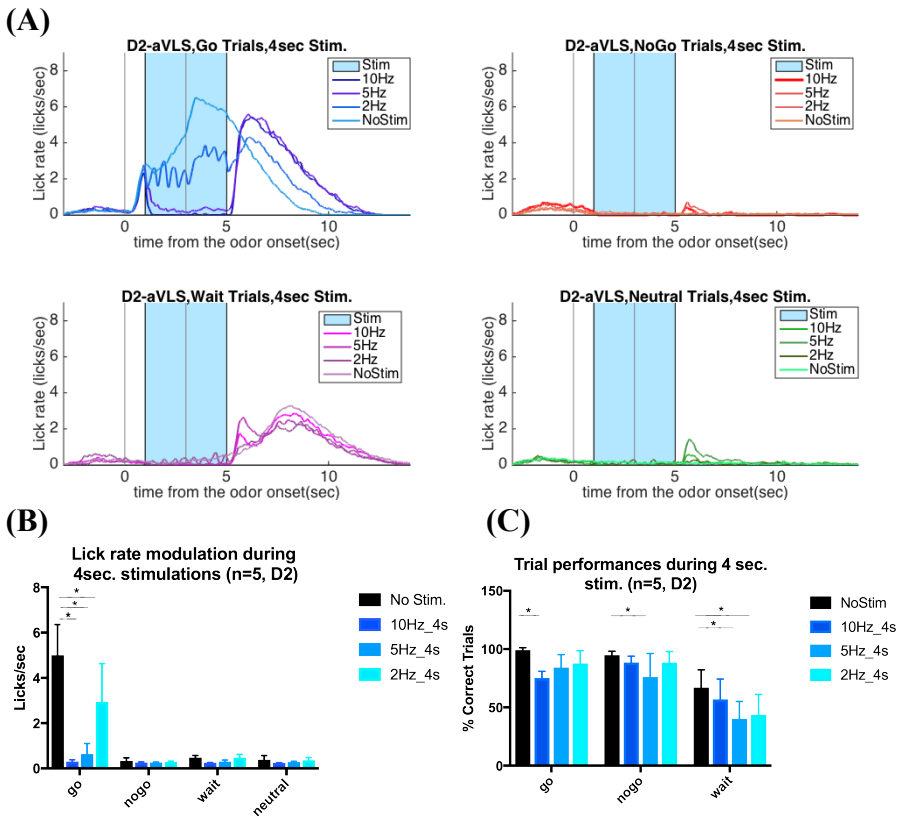 (A)
D2-aVLS,Go Trials,4sec Stim.
Lick rate (licks/sec)
8
6
4
2
0
Stim
10Hz
5Hz
2Hz
NoStim
0
5
10
time from the odor onset(sec)
D2-aVLS,NoGo Trials,4sec Stim.
Lick rate (licks/sec)
8
6
4
2
0
Stim
10Hz
5Hz
2Hz
NoStim
0
5
10
time from the odor onset(sec)
D2-aVLS,Wait Trials,4sec Stim.
Lick rate (licks/sec)
8
6
4
2
0
Stim
10Hz
5Hz
2Hz
NoStim
0
5
10
time from the odor onset(sec)
D2-aVLS,Neutral Trials,4sec Stim.
Lick rate (licks/sec)
8
6
4
2
0
Stim
10Hz
5Hz
2Hz
NoStim
0
5
10
time from the odor onset(sec)
(B)
Lick rate modulation during
4sec. stimulations (n=5, D2)
Licks/sec
8
6
4
2
0
*
*
*
No Stim.
10Hz_4s
5Hz_4s
2Hz_4s
go
nogo
wait
neutral
(C)
Trial performances during 4 sec.
stim. (n=5, D2)
% Correct Trials
150
100
50
0
*
*
*
*
NoStim
10Hz_4s
5Hz_4s
2Hz_4s
go
nogo
wait